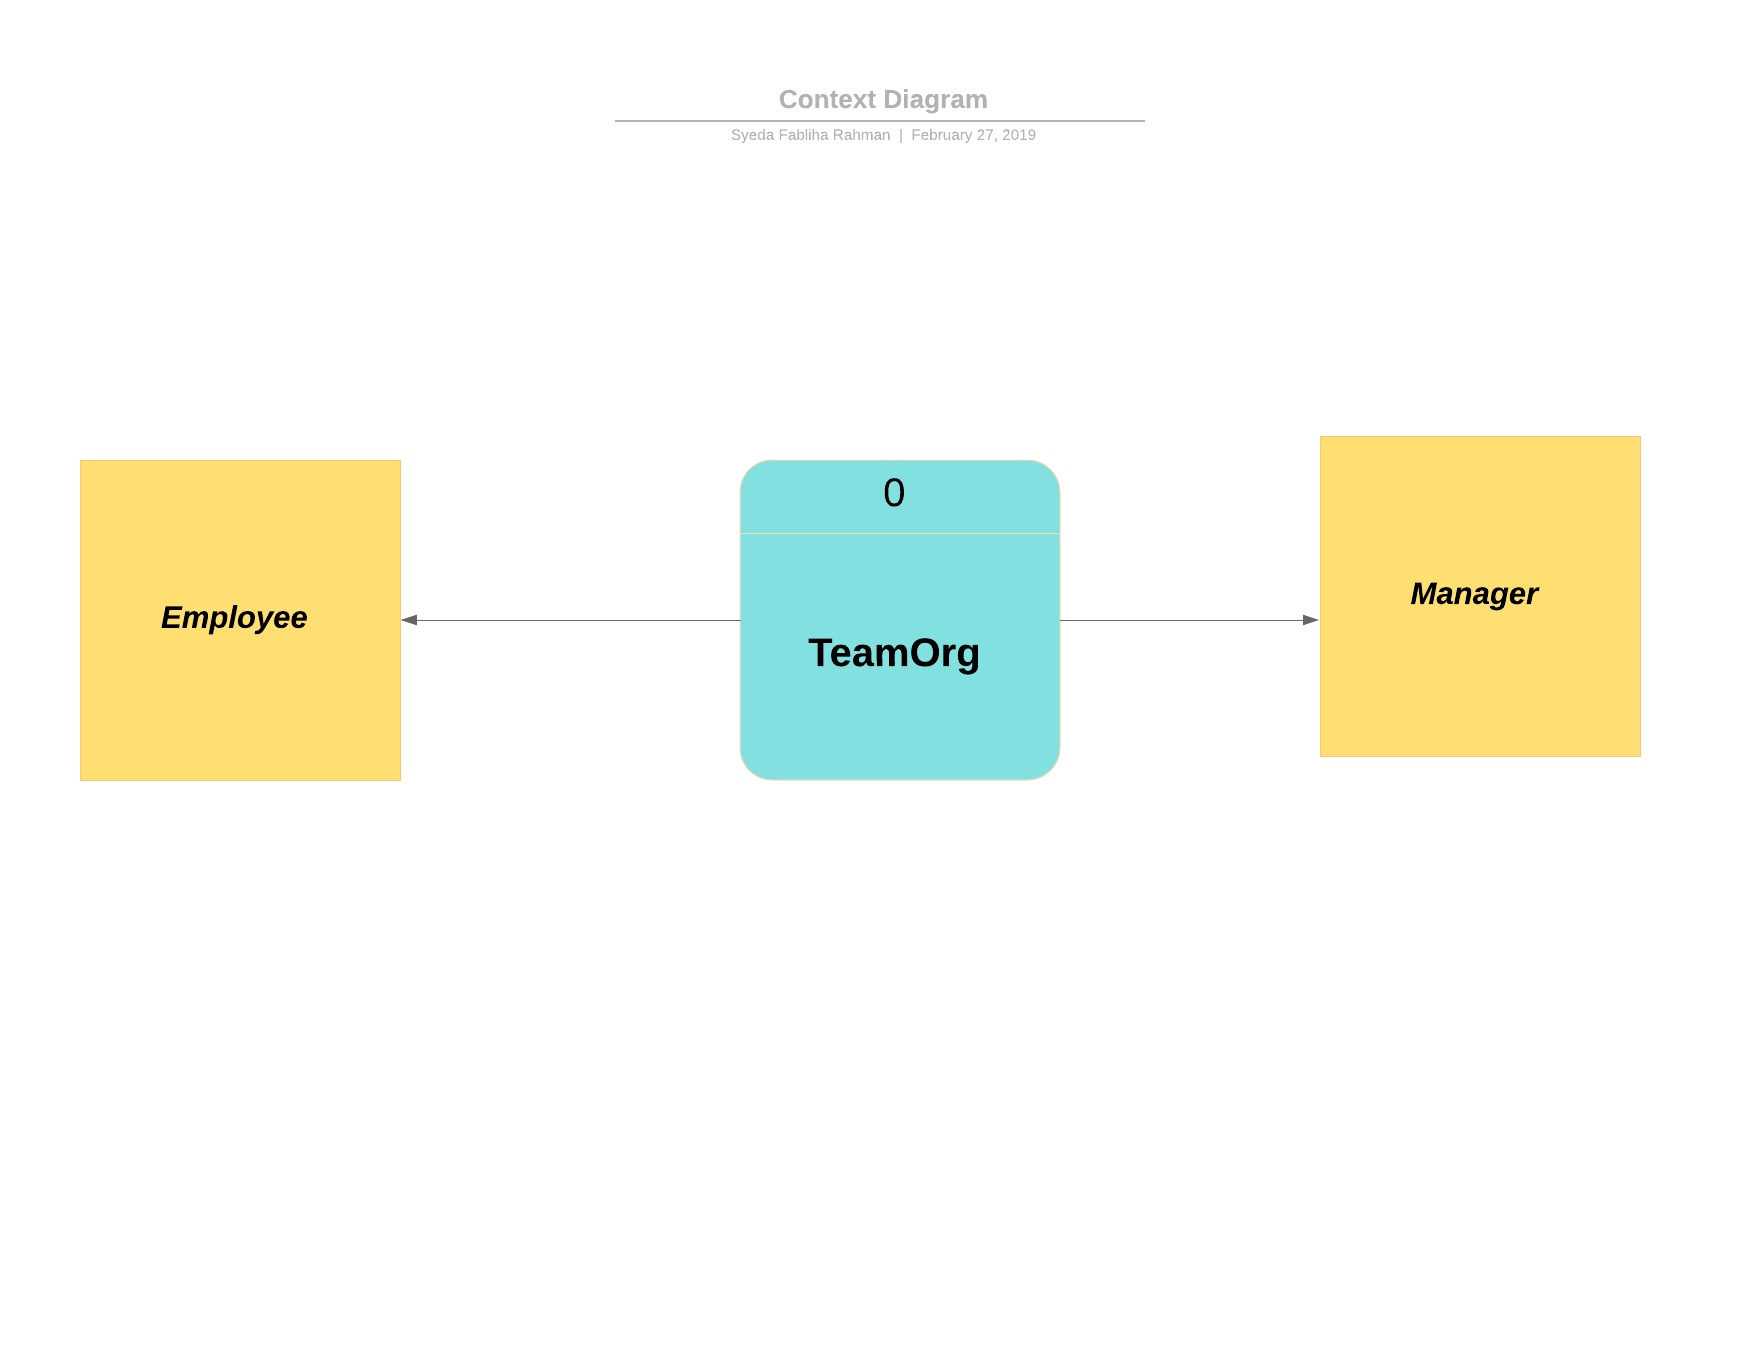 Context Diagram
Syeda Fabliha Rahman | February 27, 2019
0
Employee
TeamOrg
Manager